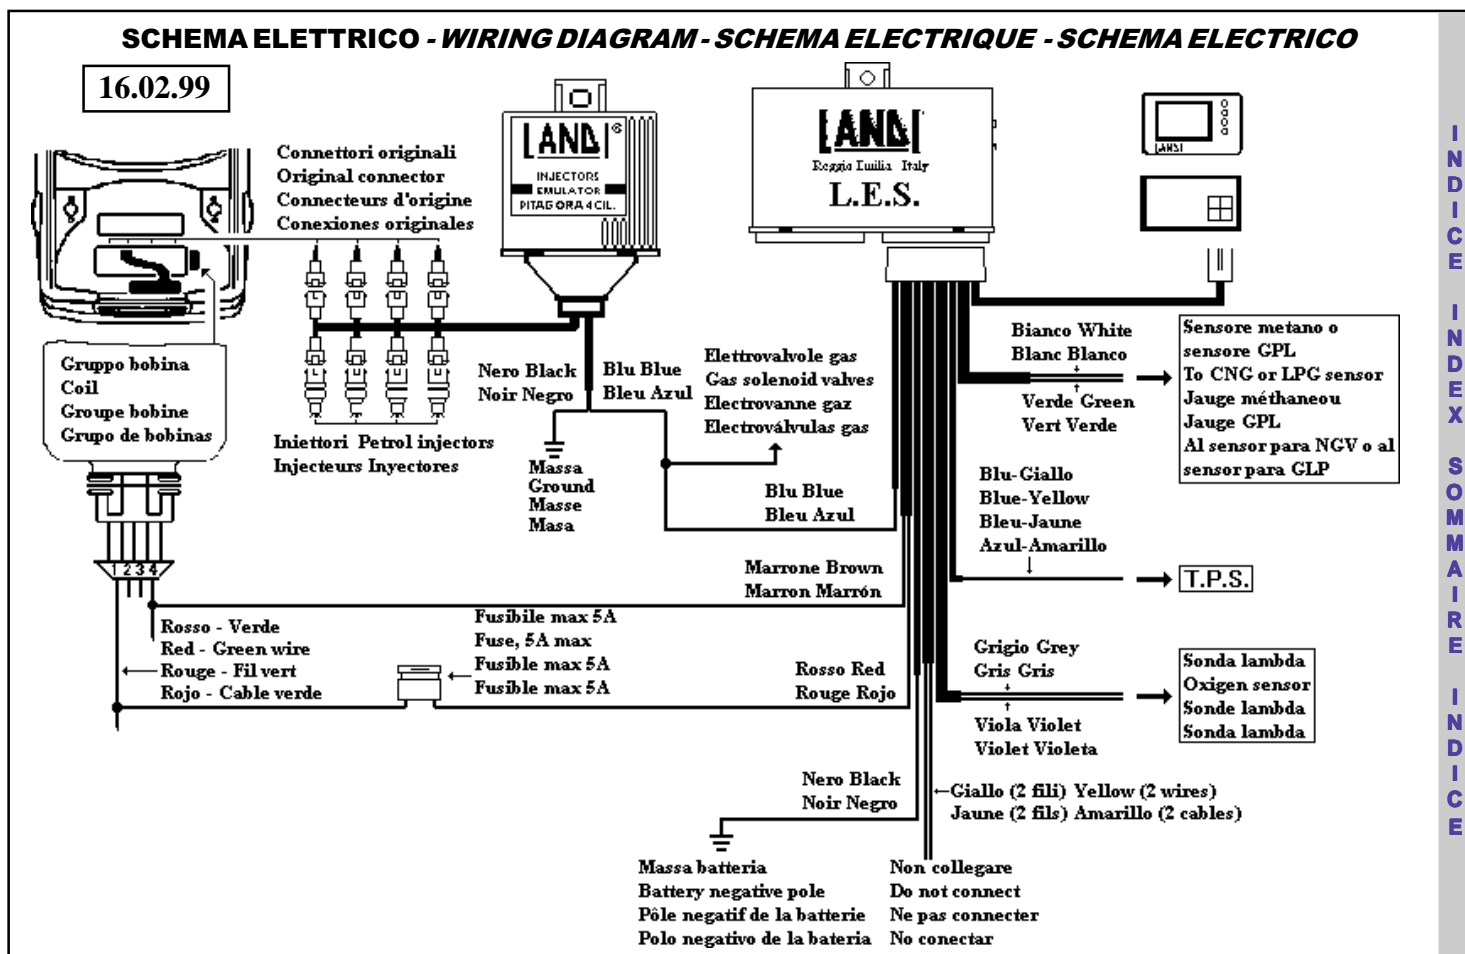 SCHEMA ELETTRICO - WIRING DIAGRAM - SCHEMA ELECTRIQUE - SCHEMA ELECTRICO
16.02.99
Connettori originali
Original connector
Connecteurs d'origine
Conexiones originales
LANDI®
INJECTORS
EMULATOR
PITAGORA 4 CIL.
LANDI
Reggio Emilia Italy
L.E.S.
LANDI
Gruppo bobina
Coil
Groupe bobine
Grupo de bobinas
1 2 3 4
Iniettori Petrol injectors
Injecteurs Inyectores
Nero Black
Noir Negro
Blu Blue
Bleu Azul
Massa
Ground
Masse
Masa
Elettrovalvole gas
Gas solenoid valves
Electrovanne gaz
Electroválvulas gas
Blu Blue
Bleu Azul
Bianco White
Blanc Blanco
Verde Green
Vert Verde
Sensore metano o
sensore GPL
To CNG or LPG sensor
Jauge méthaneou
Jauge GPL
Al sensor para NGV o al
sensor para GLP
Blu-Giallo
Blue-Yellow
Bleu-Jaune
Azul-Amarillo
T.P.S.
Marrone Brown
Marron Marrón
Rosso - Verde
Red - Green wire
Rouge - Fil vert
Rojo - Cable verde
Fusibile max 5A
Fuse, 5A max
Fusible max 5A
Fusible max 5A
Rosso Red
Rouge Rojo
Grigio Grey
Gris Gris
Viola Violet
Violet Violeta
Sonda lambda
Oxigen sensor
Sonde lambda
Sonda lambda
Nero Black
Noir Negro
Giallo (2 fili) Yellow (2 wires)
Jaune (2 fils) Amarillo (2 cables)
Massa batteria
Battery negative pole
Pôle negatif de la batterie
Polo negativo de la bateria
Non collegare
Do not connect
Ne pas connecter
No conectar
INDICE INDEX SOMMAIRE INDICE